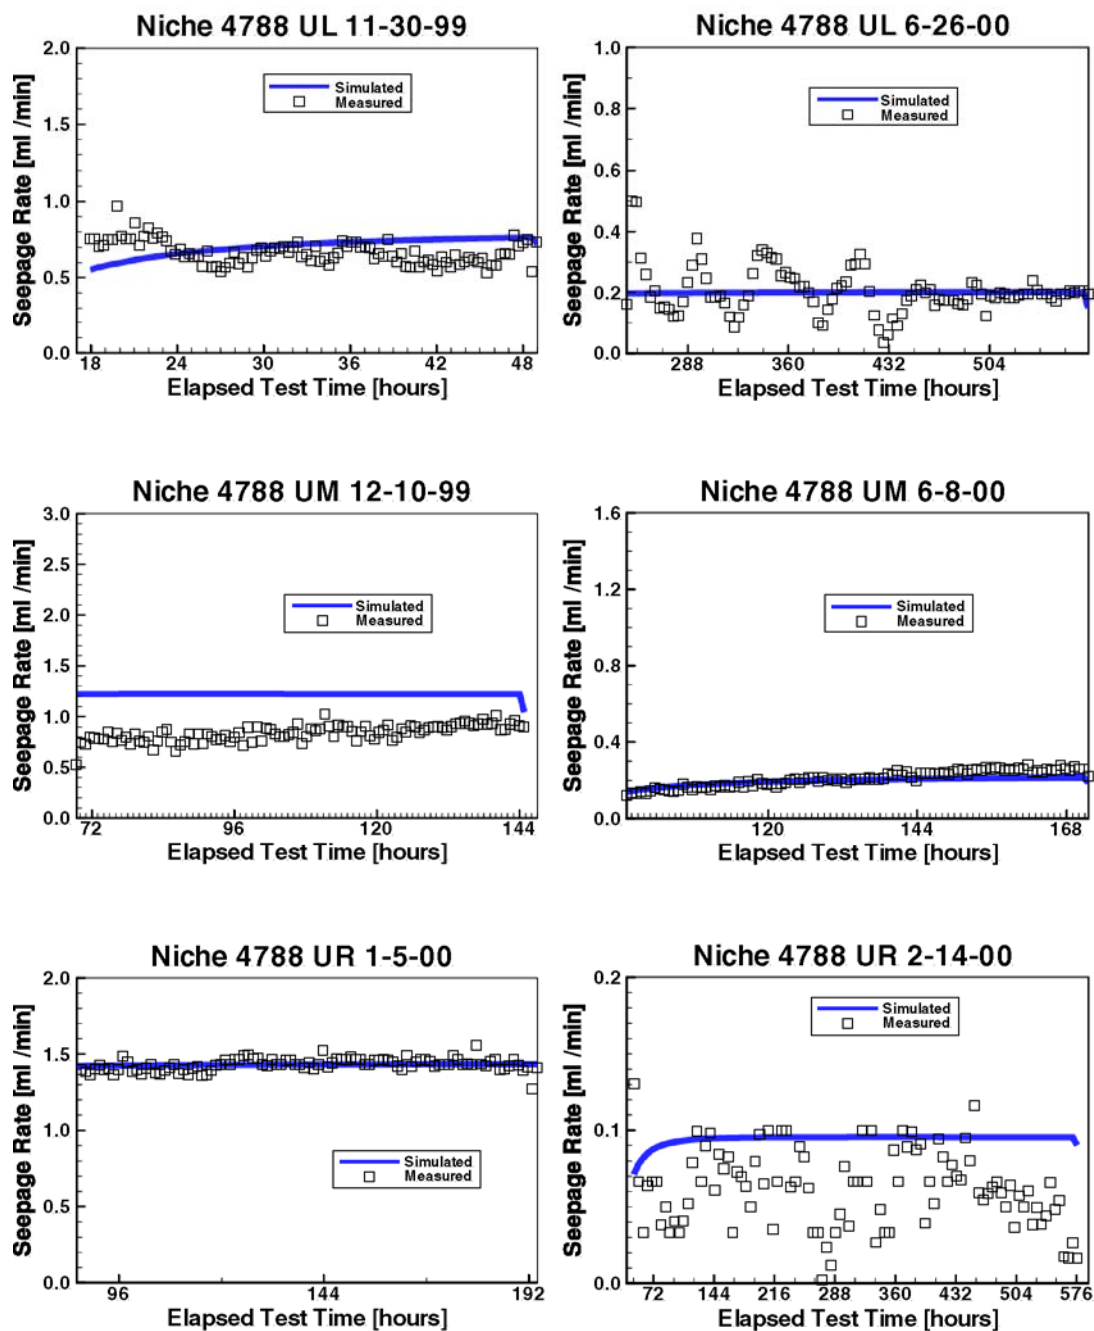 Niche 4788 UL 11-30-99
Seepage Rate [ml /min]
2.0
1.5
1.0
0.5
0.0
Simulated
Measured
18 24 30 36 42 48
Elapsed Test Time [hours]
Niche 4788 UL 6-26-00
Seepage Rate [ml /min]
1.0
0.8
0.6
0.4
0.2
0.0
Simulated
Measured
288 360 432 504
Elapsed Test Time [hours]
Niche 4788 UM 12-10-99
Seepage Rate [ml /min]
3.0
2.5
2.0
1.5
1.0
0.5
0.0
Simulated
Measured
72 96 120 144
Elapsed Test Time [hours]
Niche 4788 UM 6-8-00
Seepage Rate [ml /min]
1.6
1.2
0.8
0.4
0.0
Simulated
Measured
120 144 168
Elapsed Test Time [hours]
Niche 4788 UR 1-5-00
Seepage Rate [ml /min]
2.0
1.5
1.0
0.5
0.0
Simulated
Measured
96 144 192
Elapsed Test Time [hours]
Niche 4788 UR 2-14-00
Seepage Rate [ml /min]
0.2
0.1
0.0
Simulated
Measured
72 144 216 288 360 432 504 576
Elapsed Test Time [hours]